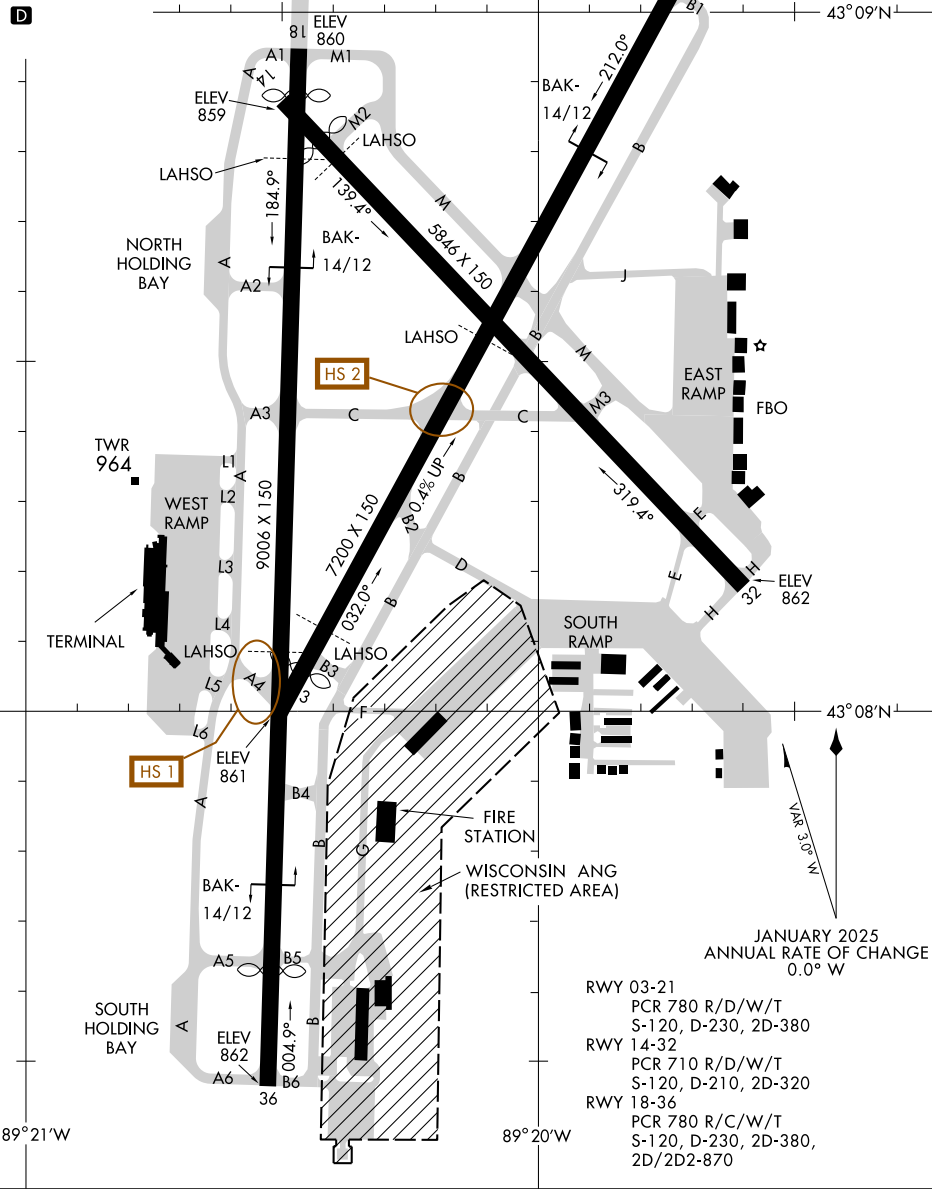 D
18
ELEV
860
B1
43°09'N
A1
M1
A
14
212.0°
ELEV
859
BAK-
14/12
M2
LAHSO
B
LAHSO
184.9°
139.4°
M
NORTH
HOLDING
BAY
A
BAK-
14/12
5846 X 150
J
A2
LAHSO
B
M
HS 2
EAST
RAMP
A3
C
C
M3
FBO
TWR
964
L1
A
0.4% UP
B
L2
WEST
RAMP
9006 X 150
7200 X 150
B2
319.4°
E
L3
D
E
H
ELEV
862
032.0°
B
32
H
TERMINAL
L4
SOUTH
RAMP
LAHSO
LAHSO
B3
A4
L5
3
F
43°08'N
L6
ELEV
861
HS 1
A
B4
VAR 3.0° W
FIRE
STATION
B
G
WISCONSIN ANG
(RESTRICTED AREA)
BAK-
14/12
JANUARY 2025
ANNUAL RATE OF CHANGE
0.0° W
A5
B5
SOUTH
HOLDING
BAY
A
004.9°
B
ELEV
862
A6
B6
36
RWY 03-21
PCR 780 R/D/W/T
S-120, D-230, 2D-380
RWY 14-32
PCR 710 R/D/W/T
S-120, D-210, 2D-320
RWY 18-36
PCR 780 R/C/W/T
S-120, D-230, 2D-380,
2D/2D2-870
89°21'W
89°20'W